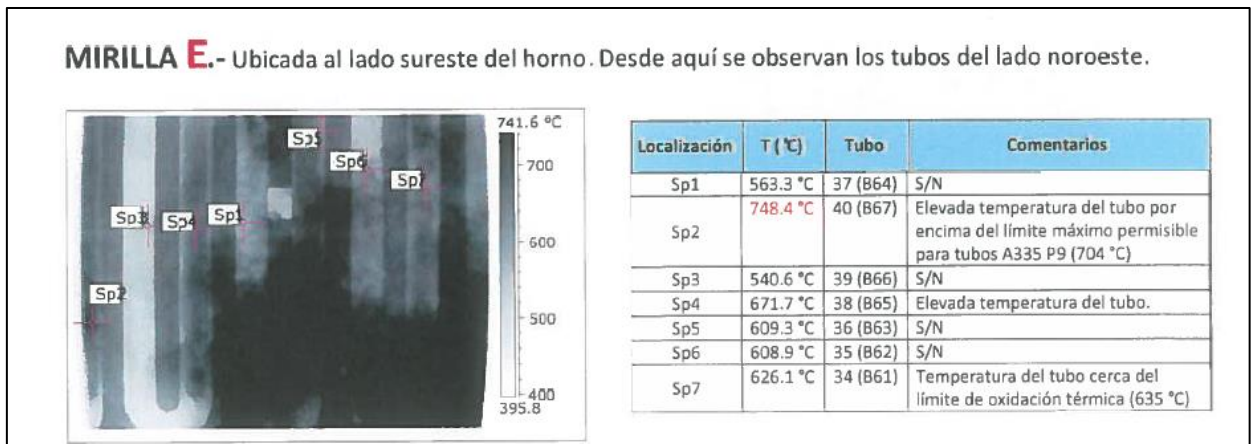 MIRILLA E.- Ubicada al lado sureste del horno. Desde aquí se observan los tubos del lado noroeste.
741.6 °C
Sp5
700
Sp6
Sp7
Sp3 Sp4 Sp1
600
Sp2
500
400
395.8
Localización T (℃) Tubo Comentarios
Sp1 563.3 °C 37 (B64) S/N
Sp2 748.4 °C 40 (B67) Elevada temperatura del tubo por
encima del límite máximo permisible
para tubos A335 P9 (704 °C)
Sp3 540.6 °C 39 (B66) S/N
Sp4 671.7 °C 38 (B65) Elevada temperatura del tubo.
Sp5 609.3 °C 36 (B63) S/N
Sp6 608.9 °C 35 (B62) S/N
Sp7 626.1 °C 34 (B61) Temperatura del tubo cerca del
límite de oxidación térmica (635 °C)